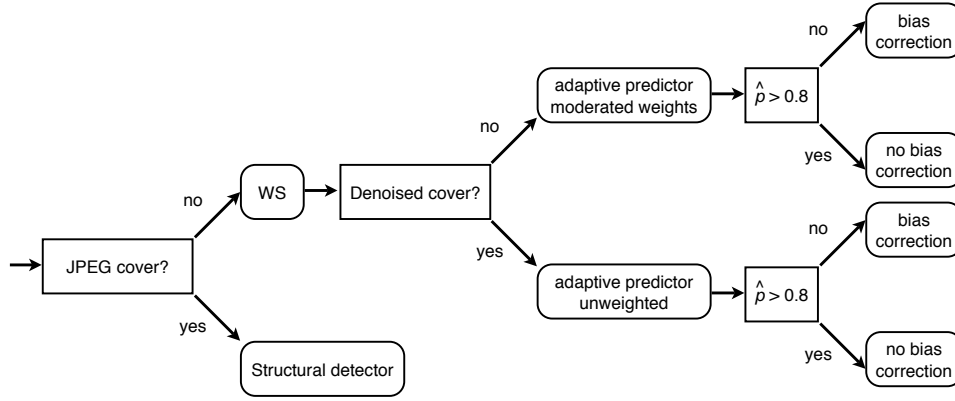 JPEG cover?
no
yes
WS
Structural detector
Denoised cover?
no
yes
adaptive predictor
moderated weights
p̂ > 0.8
no
yes
bias
correction
no bias
correction
adaptive predictor
unweighted
p̂ > 0.8
no
yes
bias
correction
no bias
correction